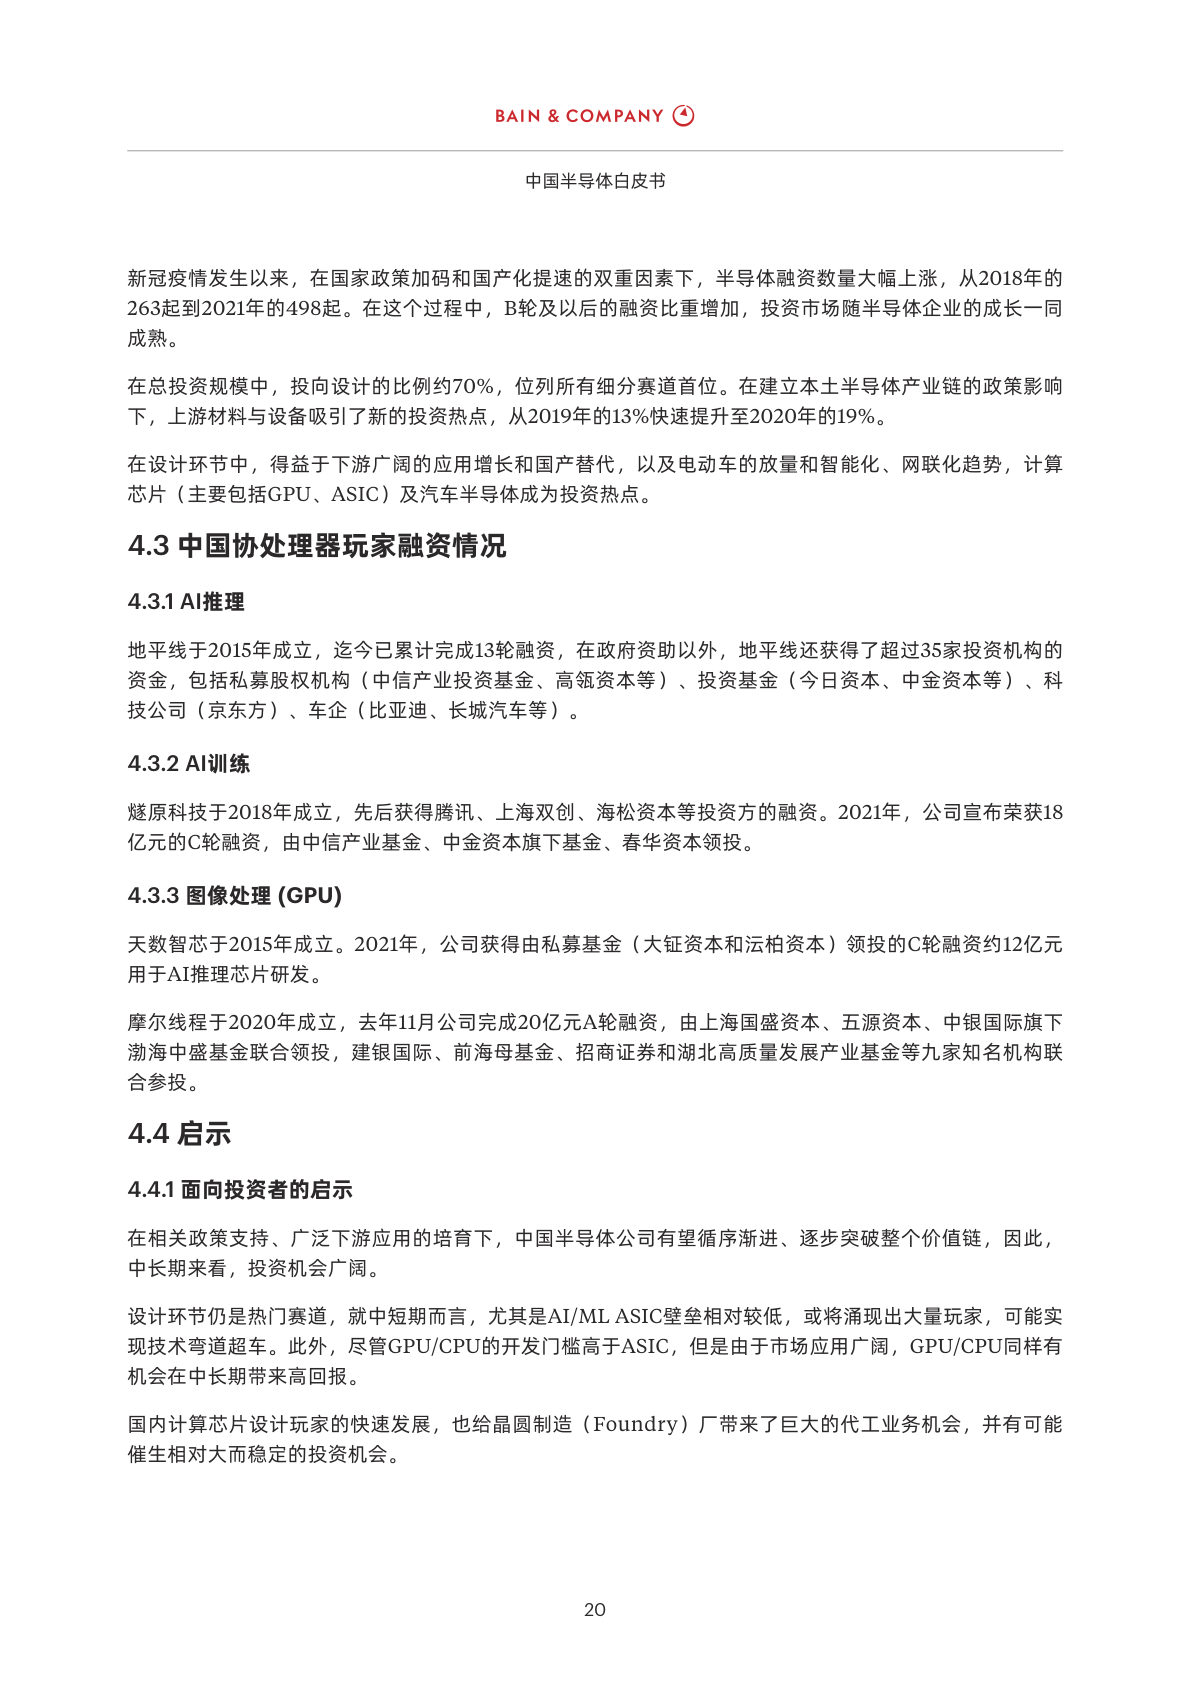 BAIN & COMPANY
中国半导体白皮书
新冠疫情发生以来，在国家政策加码和国产化提速的双重因素下，半导体融资数量大幅上涨，从2018年的
263起到2021年的498起。在这个过程中，B轮及以后的融资比重增加，投资市场随半导体企业的成长一同
成熟。
在总投资规模中，投向设计的比例约70%，位列所有细分赛道首位。在建立本土半导体产业链的政策影响
下，上游材料与设备吸引了新的投资热点，从2019年的13%快速提升至2020年的19%。
在设计环节中，得益于下游广阔的应用增长和国产替代，以及电动车的放量和智能化、网联化趋势，计算
芯片（主要包括GPU、ASIC）及汽车半导体成为投资热点。
4.3 中国协处理器玩家融资情况
4.3.1 AI推理
地平线于2015年成立，迄今已累计完成13轮融资，在政府资助以外，地平线还获得了超过35家投资机构的
资金，包括私募股权机构（中信产业投资基金、高瓴资本等）、投资基金（今日资本、中金资本等）、科
技公司（京东方）、车企（比亚迪、长城汽车等）。
4.3.2 AI训练
燧原科技于2018年成立，先后获得腾讯、上海双创、海松资本等投资方的融资。2021年，公司宣布荣获18
亿元的C轮融资，由中信产业基金、中金资本旗下基金、春华资本领投。
4.3.3 图像处理 (GPU)
天数智芯于2015年成立。2021年，公司获得由私募基金（大钲资本和沄柏资本）领投的C轮融资约12亿元
用于AI推理芯片研发。
摩尔线程于2020年成立，去年11月公司完成20亿元A轮融资，由上海国盛资本、五源资本、中银国际旗下
渤海中盛基金联合领投，建银国际、前海母基金、招商证券和湖北高质量发展产业基金等九家知名机构联
合参投。
4.4 启示
4.4.1 面向投资者的启示
在相关政策支持、广泛下游应用的培育下，中国半导体公司有望循序渐进、逐步突破整个价值链，因此，
中长期来看，投资机会广阔。
设计环节仍是热门赛道，就中短期而言，尤其是AI/ML ASIC壁垒相对较低，或将涌现出大量玩家，可能实
现技术弯道超车。此外，尽管GPU/CPU的开发门槛高于ASIC，但是由于市场应用广阔，GPU/CPU同样有
机会在中长期带来高回报。
国内计算芯片设计玩家的快速发展，也给晶圆制造（Foundry）厂带来了巨大的代工业务机会，并有可能
催生相对大而稳定的投资机会。
20